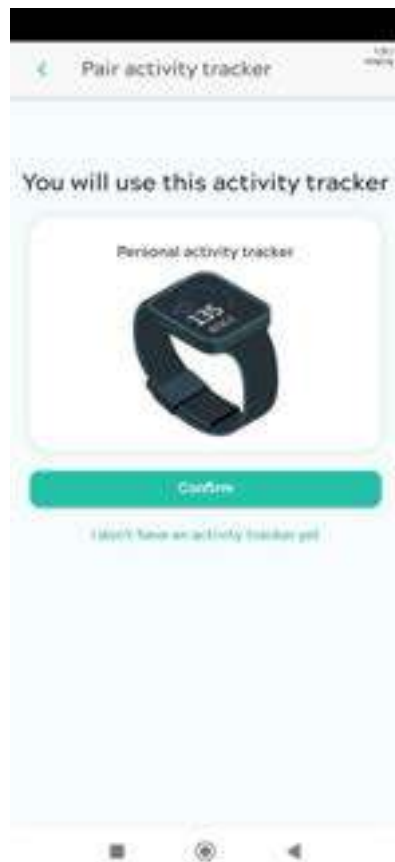 Pair activity tracker
You will use this activity tracker
Personal activity tracker
135
Confirm
I don't have an activity tracker yet